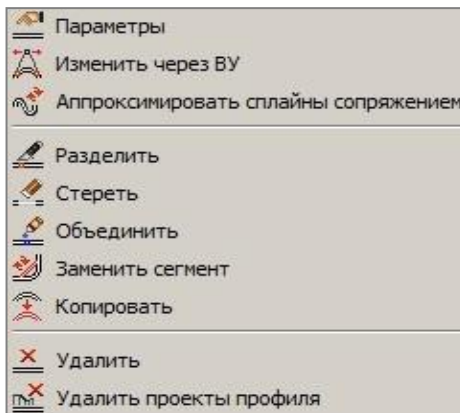 Параметры
Изменить через ВУ
Аппроксимировать сплайны сопряжением
Разделить
Стереть
Объединить
Заменить сегмент
Копировать
Удалить
Удалить проекты профиля